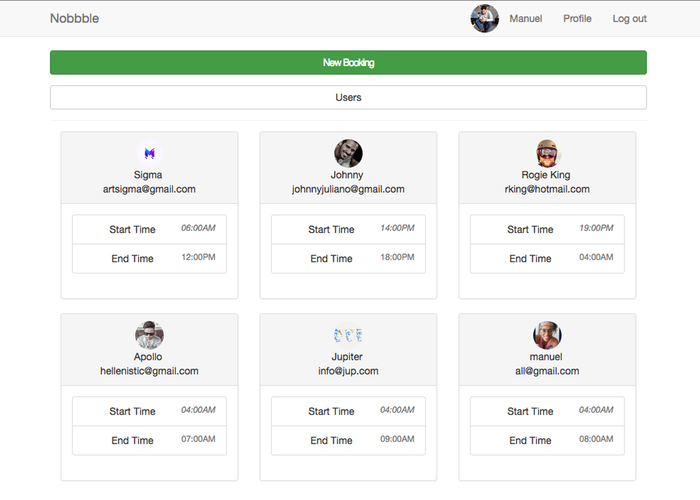 Nobbble Manuel Profile Log out
New Booking
Users
Sigma
artsigma@gmail.com
Start Time 06:00AM
End Time 12:00PM
Johnny
johnnyjuliano@gmail.com
Start Time 14:00PM
End Time 18:00PM
Rogie King
rking@hotmail.com
Start Time 19:00PM
End Time 04:00AM
Apollo
hellenistic@gmail.com
Start Time 04:00AM
End Time 07:00AM
Jupiter
info@jup.com
Start Time 04:00AM
End Time 09:00AM
manuel
all@gmail.com
Start Time 04:00AM
End Time 08:00AM